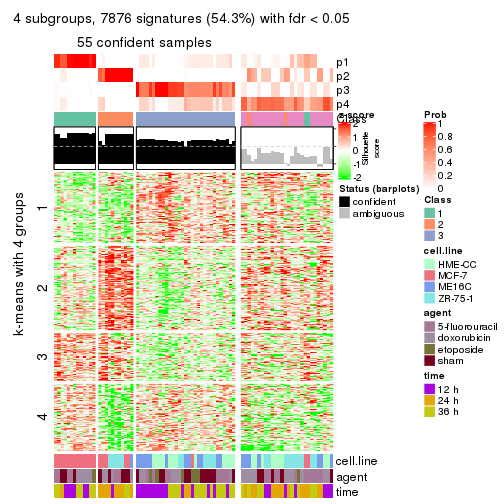 4 subgroups, 7876 signatures (54.3%) with fdr < 0.05
55 confident samples
p1
p2
p3
p4
Class
z-score
2
1
0
-1
-2
Silhouette
score
Prob
1
0.8
0.6
0.4
0.2
0
Status (barplots)
confident
ambiguous
Class
1
2
3
k-means with 4 groups
1
2
3
4
cell.line
HME-CC
MCF-7
ME16C
ZR-75-1
agent
5-fluorouracil
doxorubicin
etoposide
sham
time
12 h
24 h
36 h
cell.line
agent
time